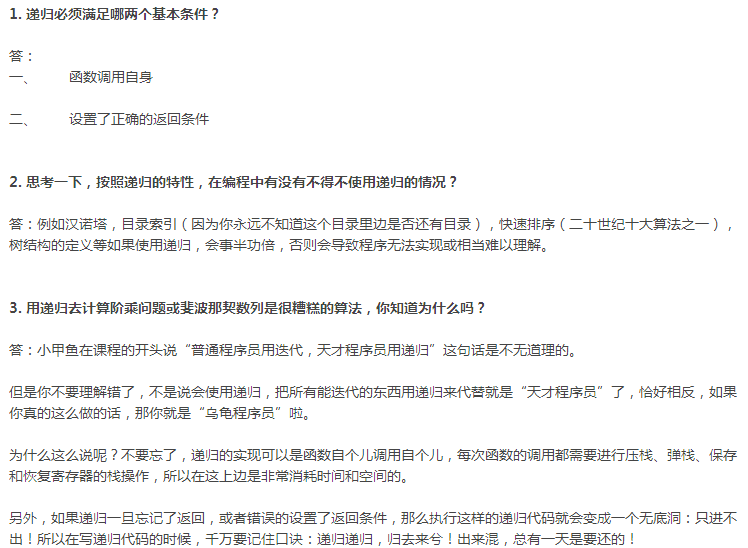 1. 递归必须满足哪两个基本条件？
答：
一、 函数调用自身
二、 设置了正确的返回条件
2. 思考一下，按照递归的特性，在编程中有没有不得不使用递归的情况？
答：例如汉诺塔，目录索引（因为你永远不知道这个目录里边是否还有目录），快速排序（二十世纪十大算法之一），
树结构的定义等如果使用递归，会事半功倍，否则会导致程序无法实现或相当难以理解。
3. 用递归去计算阶乘问题或斐波那契数列是很糟糕的算法，你知道为什么吗？
答：小甲鱼在课程的开头说“普通程序员用迭代，天才程序员用递归”这句话是不无道理的。
但是你不要理解错了，不是说会使用递归，把所有能迭代的东西用递归来代替就是“天才程序员”了，恰好相反，如果
你真的这么做的话，那你就是“乌龟程序员”啦。
为什么这么说呢？不要忘了，递归的实现可以是函数自个儿调用自个儿，每次函数的调用都需要进行压栈、弹栈、保存
和恢复寄存器的栈操作，所以在这上边是非常消耗时间和空间的。
另外，如果递归一旦忘记了返回，或者错误的设置了返回条件，那么执行这样的递归代码就会变成一个无底洞：只进不
出！所以在写递归代码的时候，千万要记住口诀：递归递归，归去来兮！出来混，总有一天是要还的！